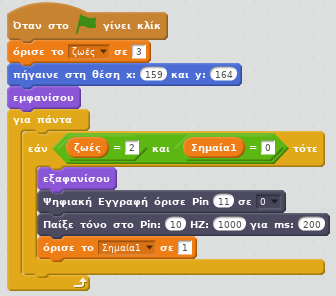 Όταν στο γίνει κλίκ
όρισε το ζωές σε 3
πήγαινε στη θέση x: 159 και y: 164
εμφανίσου
για πάντα
εάν ζωές = 2 και Σημαία1 = 0 τότε
εξαφανίσου
Ψηφιακή Εγγραφή όρισε Pin 11 σε 0
Παίξε τόνο στο Pin: 10 HZ: 1000 για ms: 200
όρισε το Σημαία1 σε 1